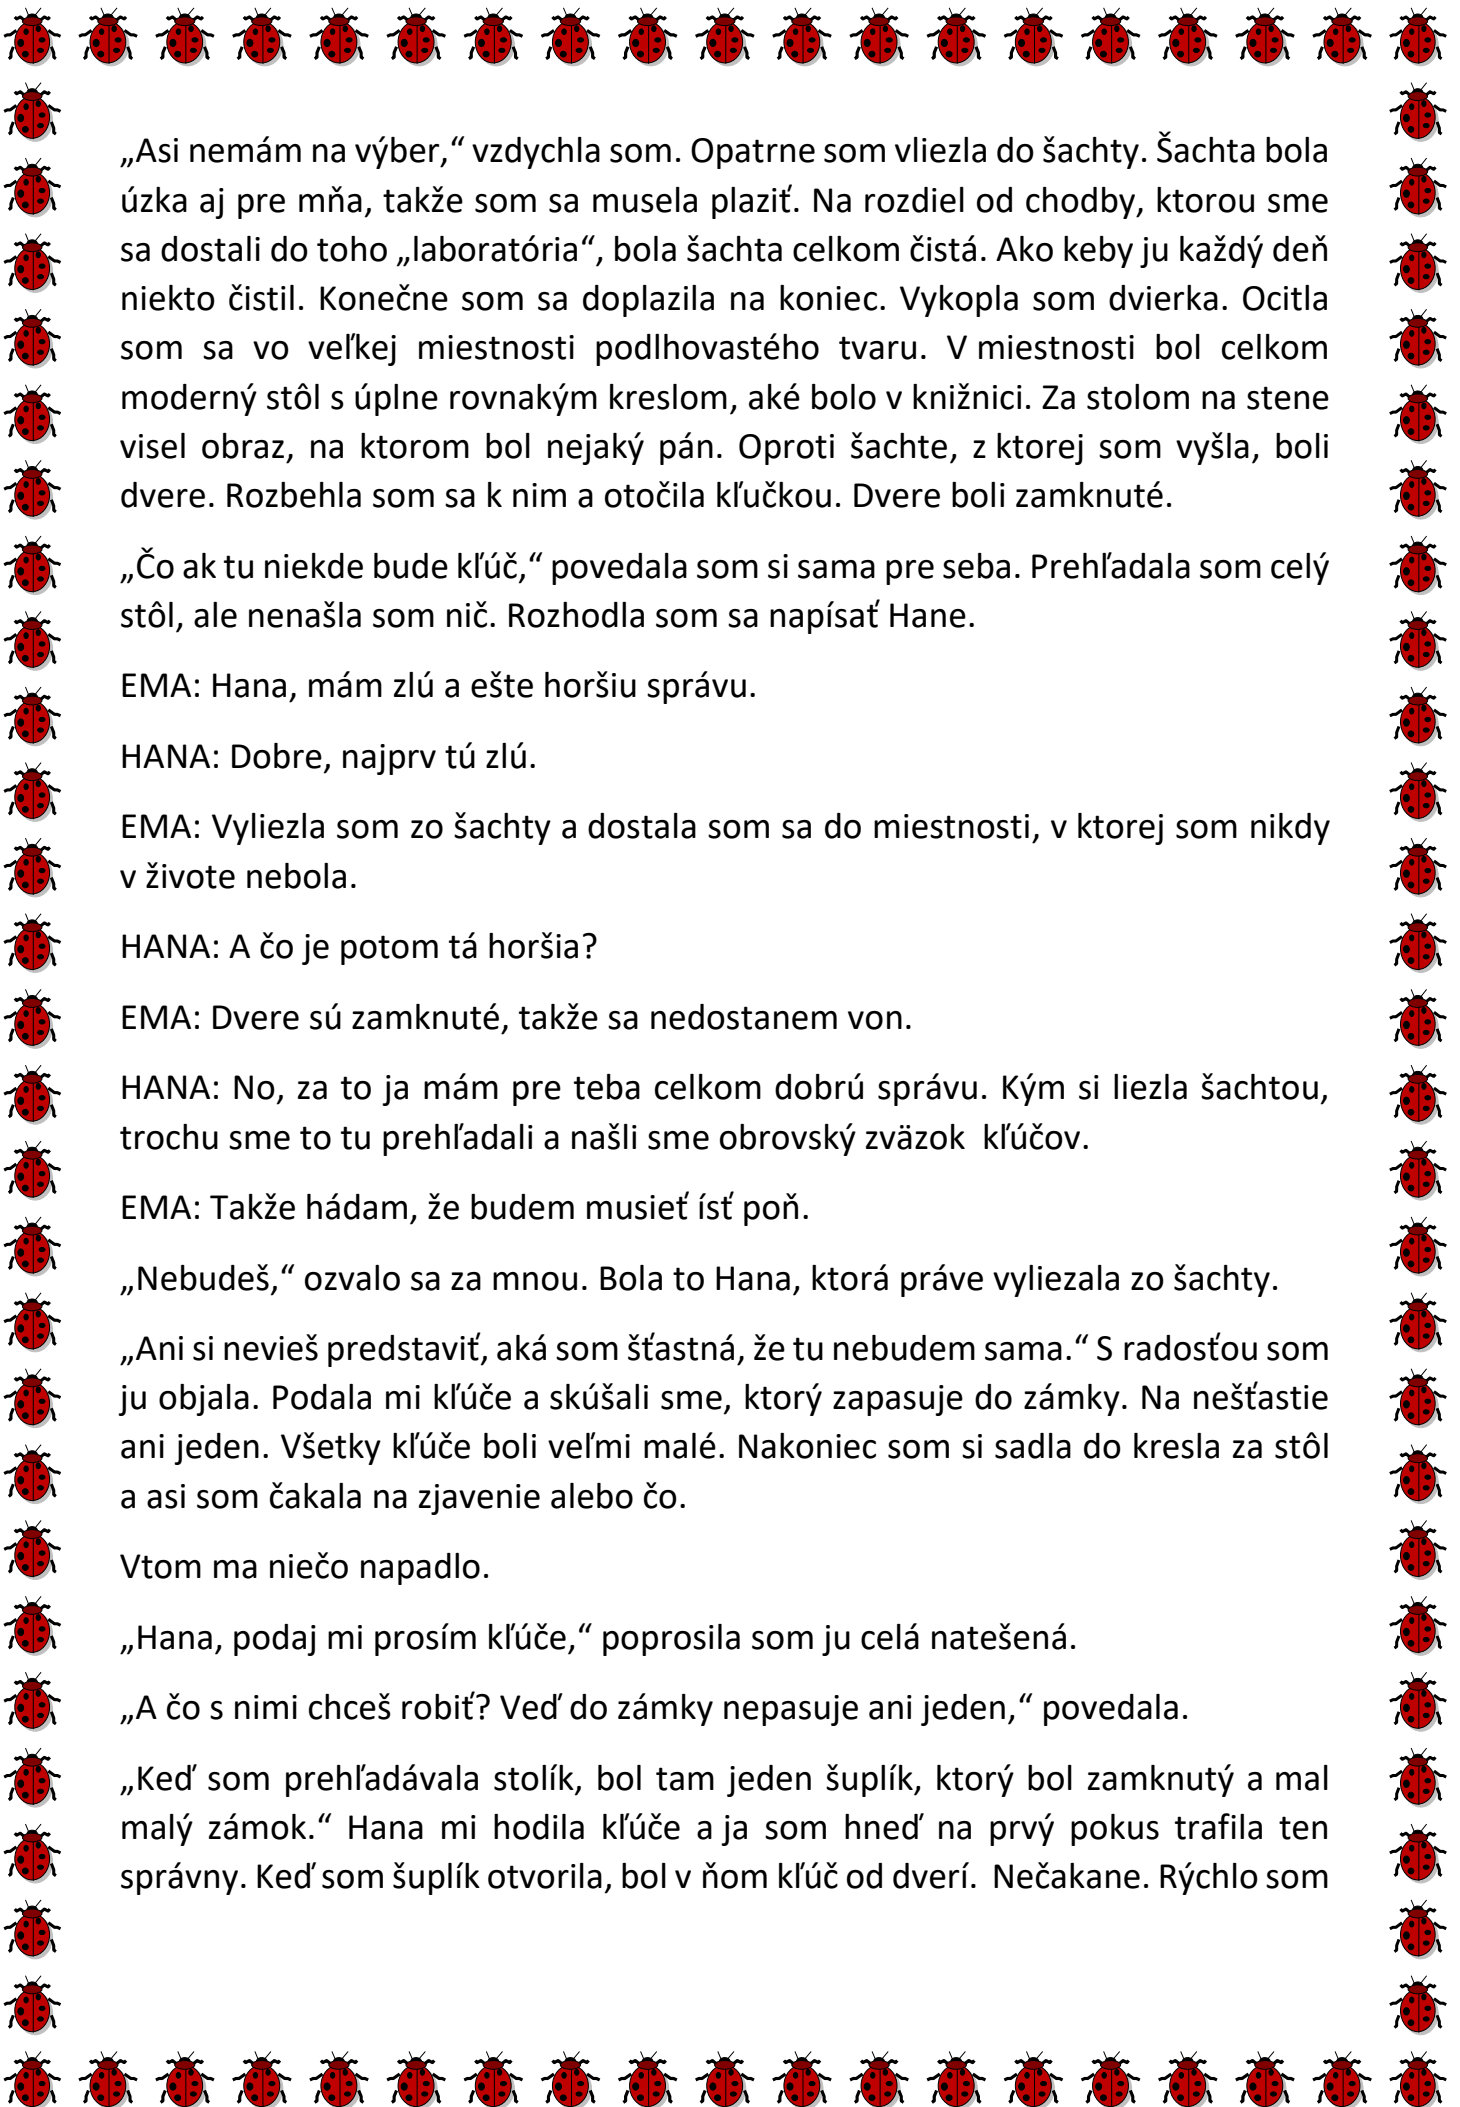 „Asi nemám na výber,“ vzdychla som. Opatrne som vliezla do šachty. Šachta bola
úzka aj pre mňa, takže som sa musela plaziť. Na rozdiel od chodby, ktorou sme
sa dostali do toho „laboratória“, bola šachta celkom čistá. Ako keby ju každý deň
niekto čistil. Konečne som sa doplazila na koniec. Vykopla som dvierka. Ocitla
som sa vo veľkej miestnosti podlhovastého tvaru. V miestnosti bol celkom
moderný stôl s úplne rovnakým kreslom, aké bolo v knižnici. Za stolom na stene
visel obraz, na ktorom bol nejaký pán. Oproti šachte, z ktorej som vyšla, boli
dvere. Rozbehla som sa k nim a otočila kľučkou. Dvere boli zamknuté.
„Čo ak tu niekde bude kľúč,“ povedala som si sama pre seba. Prehľadala som celý
stôl, ale nenašla som nič. Rozhodla som sa napísať Hane.
EMA: Hana, mám zlú a ešte horšiu správu.
HANA: Dobre, najprv tú zlú.
EMA: Vyliezla som zo šachty a dostala som sa do miestnosti, v ktorej som nikdy
v živote nebola.
HANA: A čo je potom tá horšia?
EMA: Dvere sú zamknuté, takže sa nedostanem von.
HANA: No, za to ja mám pre teba celkom dobrú správu. Kým si liezla šachtou,
trochu sme to tu prehľadali a našli sme obrovský zväzok  kľúčov.
EMA: Takže hádam, že budem musieť ísť poň.
„Nebudeš,“ ozvalo sa za mnou. Bola to Hana, ktorá práve vyliezala zo šachty.
„Ani si nevieš predstaviť, aká som šťastná, že tu nebudem sama.“ S radosťou som
ju objala. Podala mi kľúče a skúšali sme, ktorý zapasuje do zámky. Na nešťastie
ani jeden. Všetky kľúče boli veľmi malé. Nakoniec som si sadla do kresla za stôl
a asi som čakala na zjavenie alebo čo.
Vtom ma niečo napadlo.
„Hana, podaj mi prosím kľúče,“ poprosila som ju celá natešená.
„A čo s nimi chceš robiť? Veď do zámky nepasuje ani jeden,“ povedala.
„Keď som prehľadávala stolík, bol tam jeden šuplík, ktorý bol zamknutý a mal
malý zámok.“ Hana mi hodila kľúče a ja som hneď na prvý pokus trafila ten
správny. Keď som šuplík otvorila, bol v ňom kľúč od dverí.  Nečakane. Rýchlo som